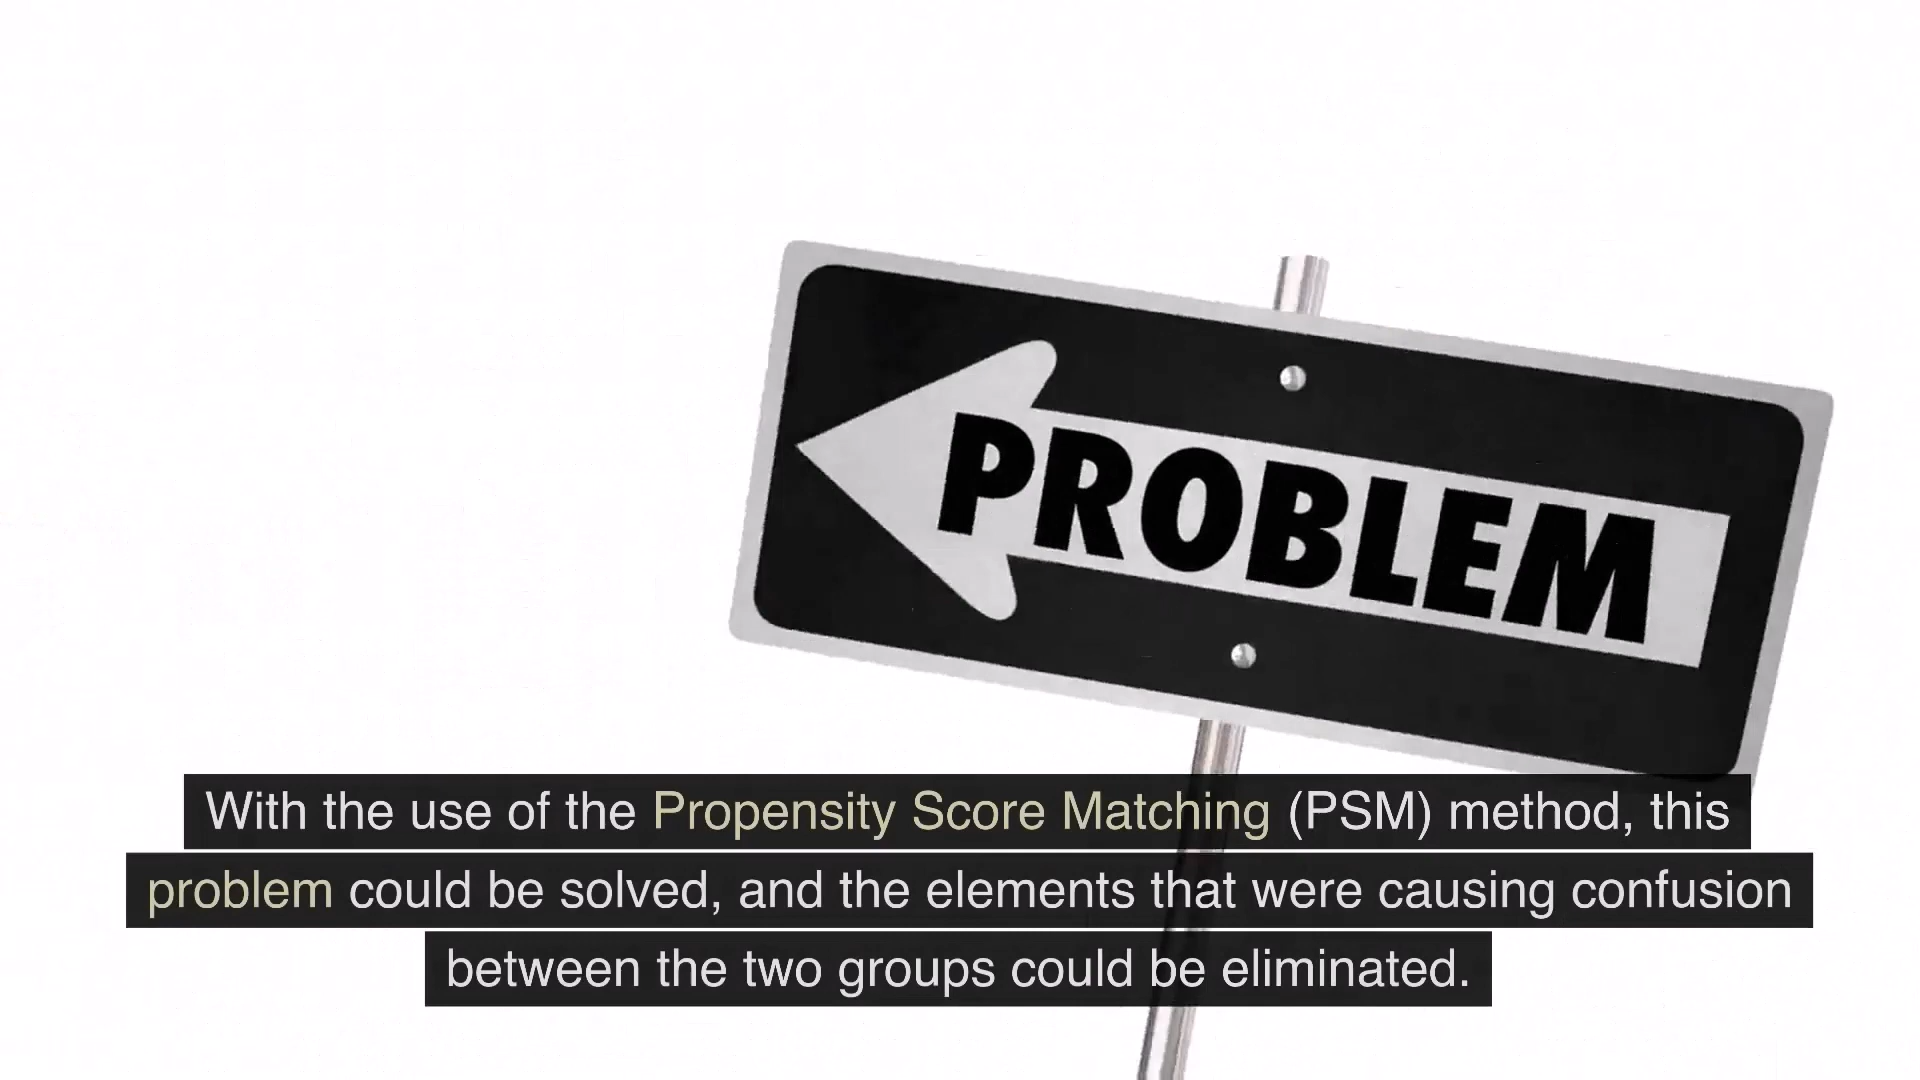 PROBLEM
With the use of the Propensity Score Matching (PSM) method, this
problem could be solved, and the elements that were causing confusion
between the two groups could be eliminated.